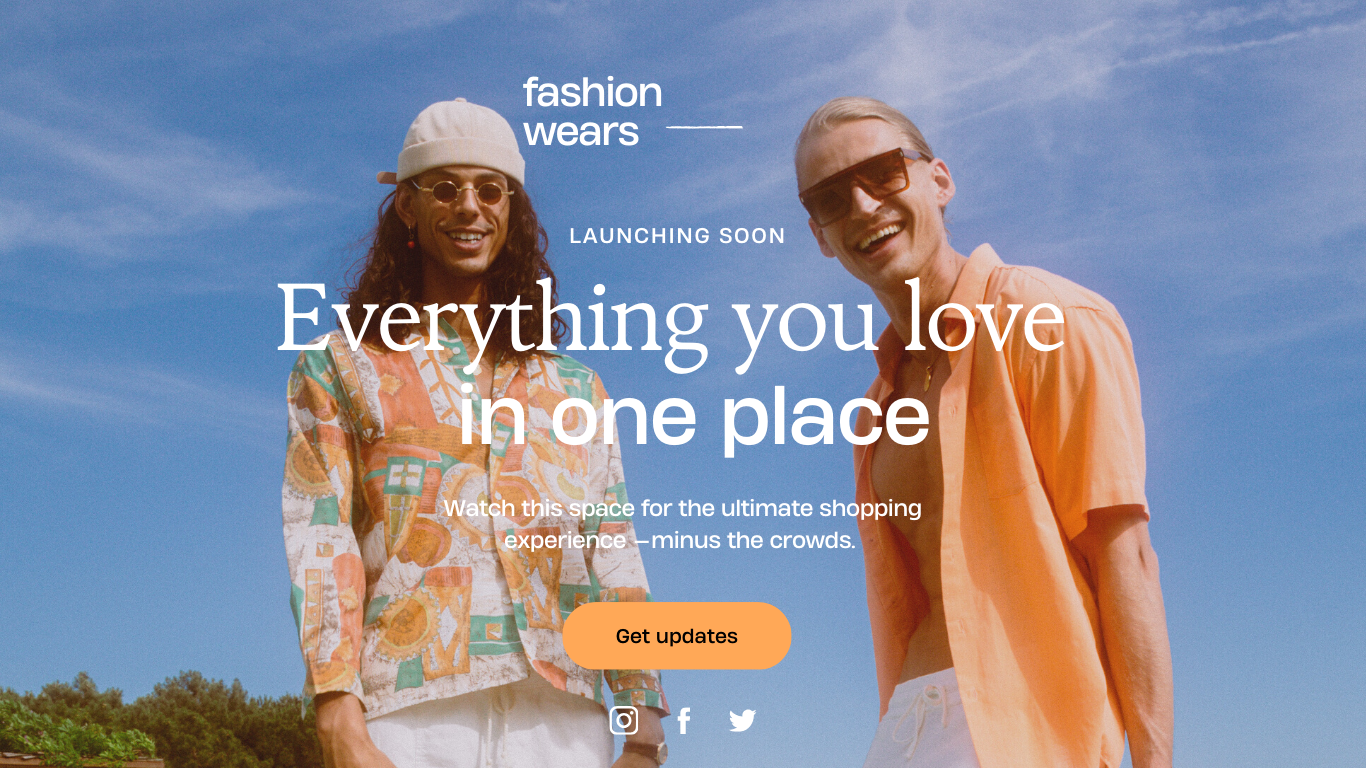 fashion
wears
LAUNCHING SOON
Everything you love
in one place
Watch this space for the ultimate shopping
experience —minus the crowds.
Get updates